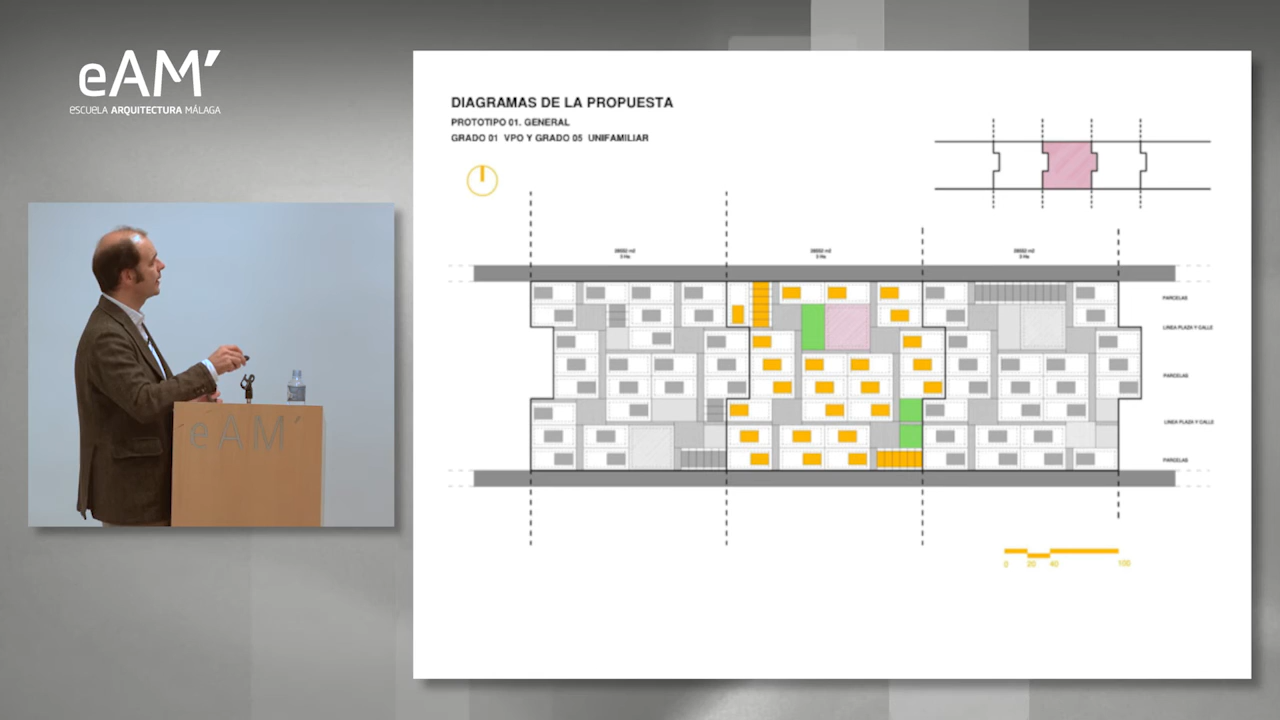 eAM'
ESCUELA ARQUITECTURA MÁLAGA
eAM'
DIAGRAMAS DE LA PROPUESTA
PROTOTIPO 01. GENERAL
GRADO 01 VPO Y GRADO 05 UNIFAMILIAR
PARCELAS
LINEA PLAZA Y CALLE
PARCELAS
LINEA PLAZA Y CALLE
PARCELAS
0 20 40 100